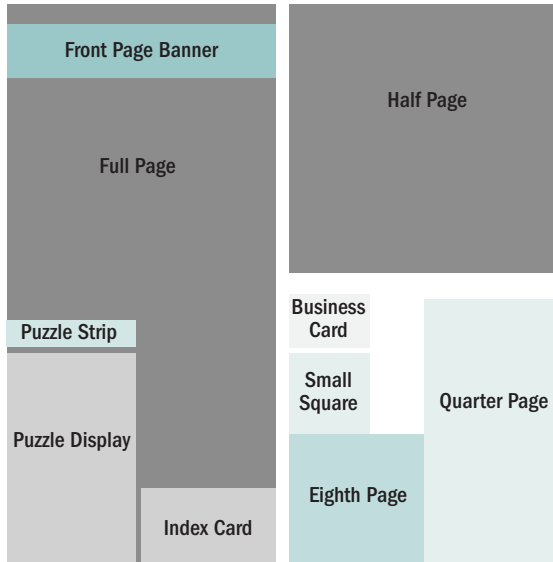 Front Page Banner
Full Page
Puzzle Strip
Puzzle Display
Index Card
Half Page
Business
Card
Small
Square
Quarter Page
Eighth Page